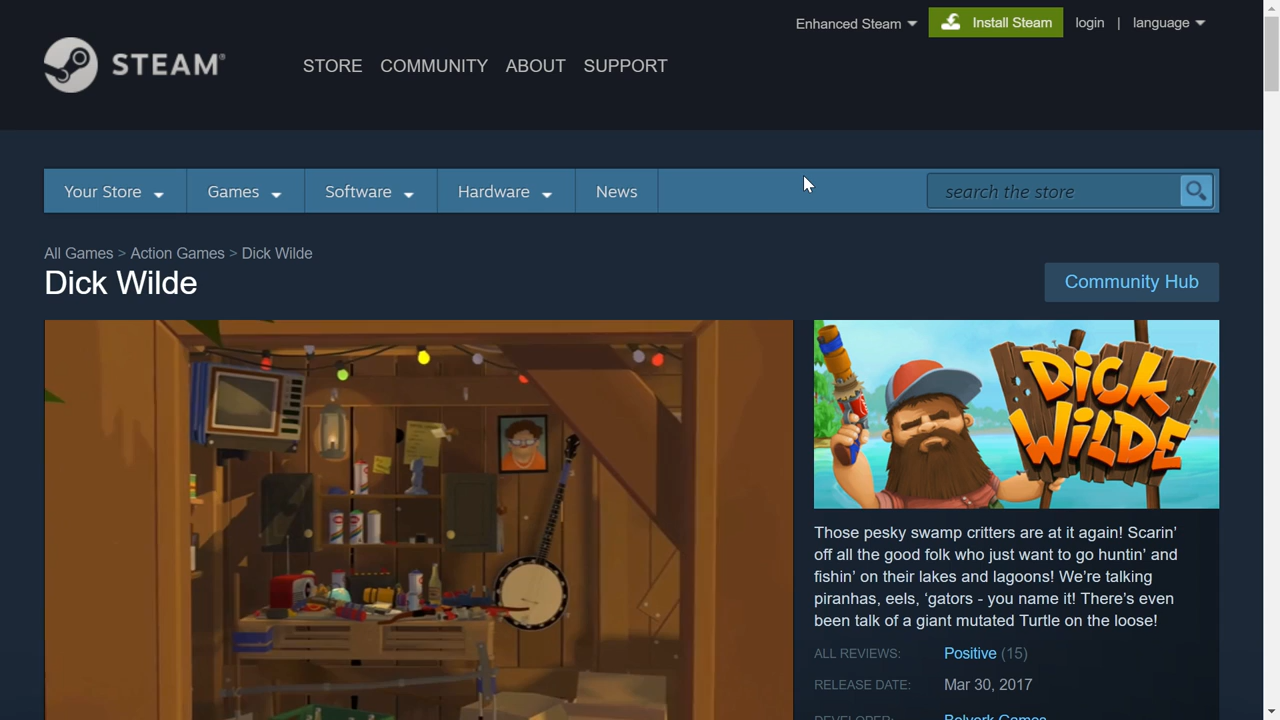 Enhanced Steam
Install Steam
login | language
STEAM®
STORE COMMUNITY ABOUT SUPPORT
Your Store Games Software Hardware News
search the store
All Games > Action Games > Dick Wilde
Dick Wilde
Community Hub
DiCK
WiLDE
Those pesky swamp critters are at it again! Scarin’
off all the good folk who just want to go huntin’ and
fishin’ on their lakes and lagoons! We’re talking
piranhas, eels, ‘gators - you name it! There’s even
been talk of a giant mutated Turtle on the loose!
ALL REVIEWS: Positive (15)
RELEASE DATE: Mar 30, 2017
DEVELOPER: Bolverk Games